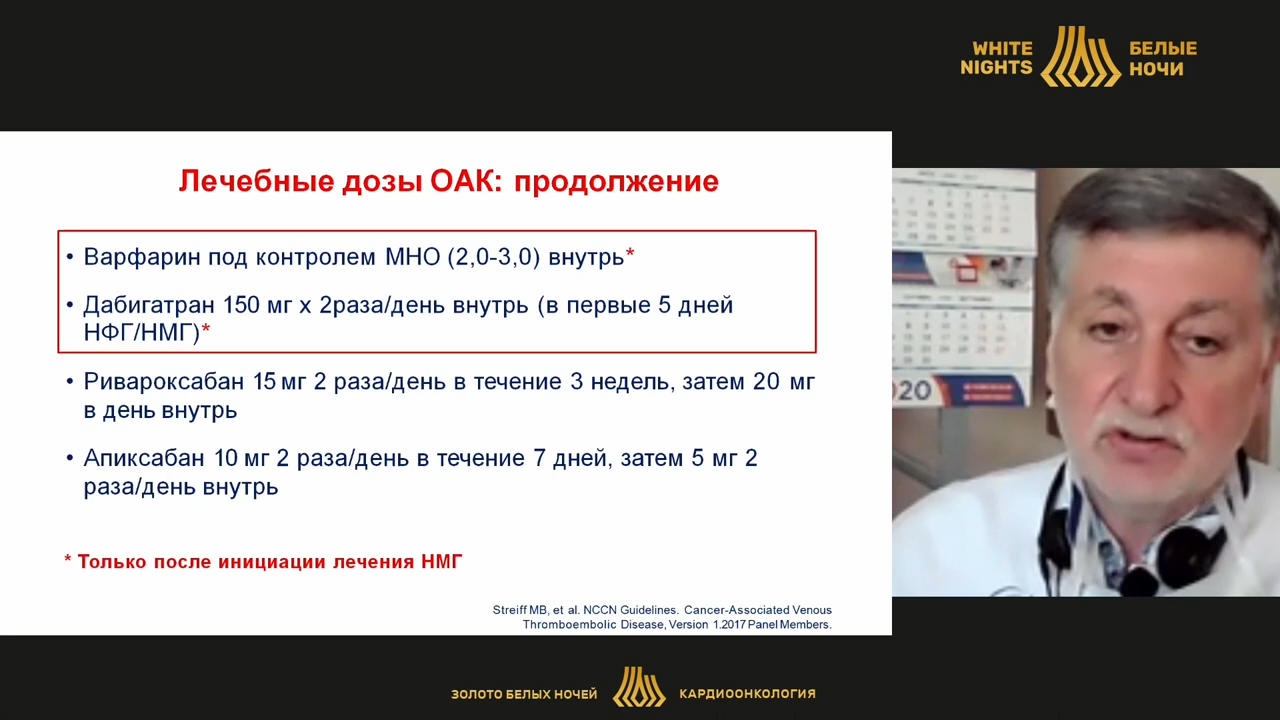 WHITE
NIGHTS
БЕЛЫЕ
НОЧИ
Лечебные дозы ОАК: продолжение
• Варфарин под контролем МНО (2,0-3,0) внутрь*
• Дабигатран 150 мг х 2раза/день внутрь (в первые 5 дней
НФГ/НМГ)*
• Ривароксабан 15 мг 2 раза/день в течение 3 недель, затем 20 мг
в день внутрь
• Апиксабан 10 мг 2 раза/день в течение 7 дней, затем 5 мг 2
раза/день внутрь
* Только после инициации лечения НМГ
Streiff MB, et al. NCCN Guidelines. Cancer-Associated Venous
Thromboembolic Disease, Version 1.2017 Panel Members.
ЗОЛОТО БЕЛЫХ НОЧЕЙ
КАРДИООНКОЛОГИЯ